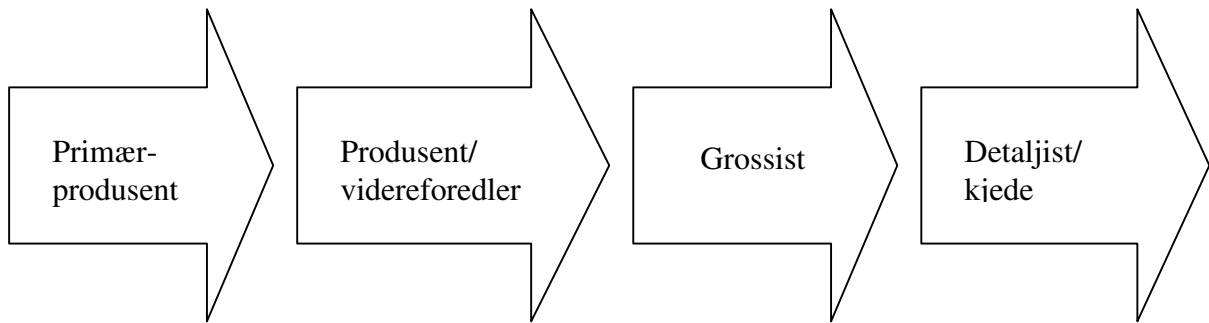 Primær-
produsent
Produsent/
videreforedler
Grossist
Detaljist/
kjede